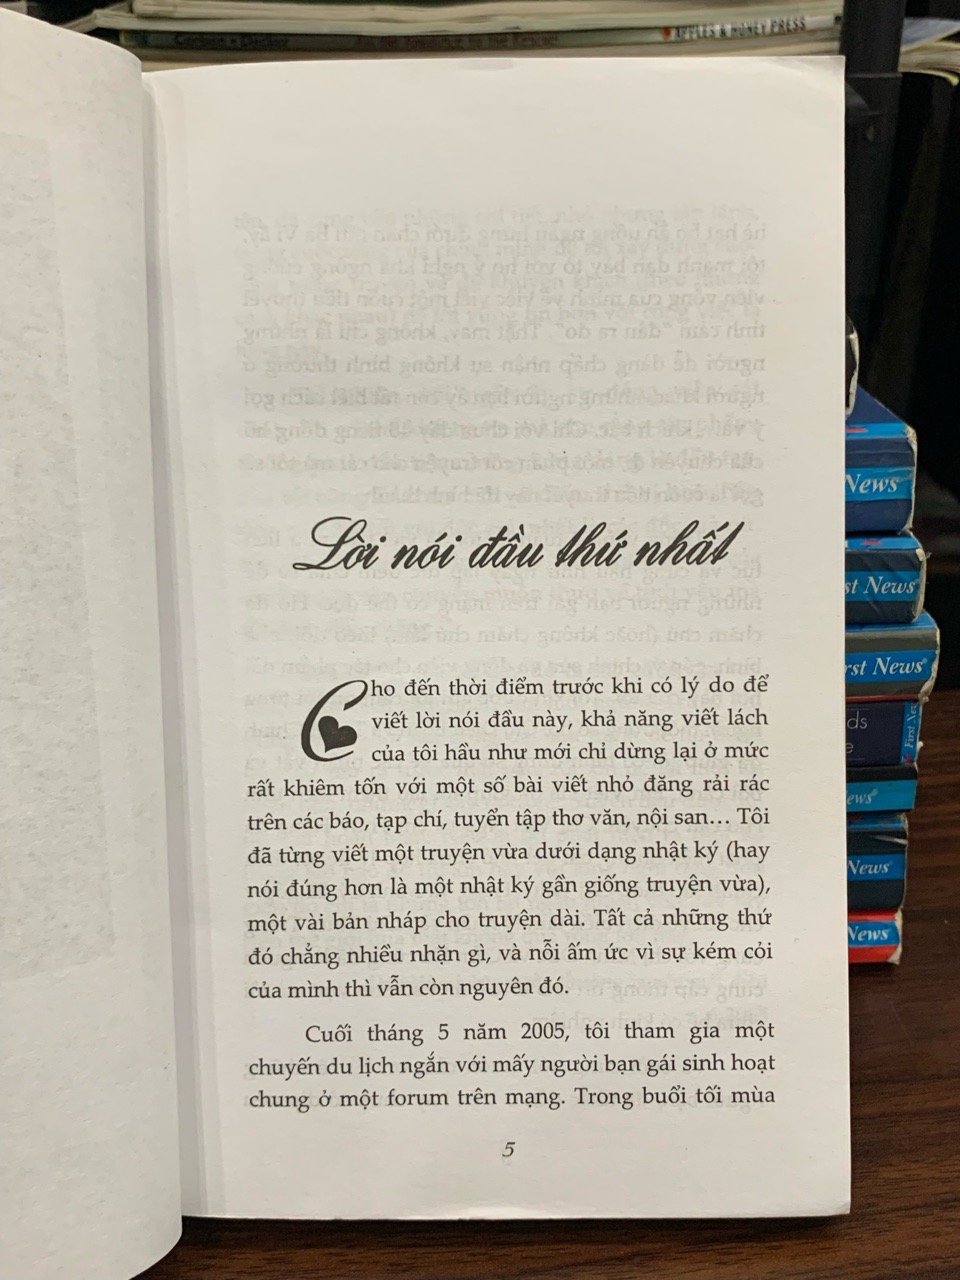 APPLES & HONEY PRESS
Lời nói đầu thứ nhất
Cho đến thời điểm trước khi có lý do để
viết lời nói đầu này, khả năng viết lách
của tôi hầu như mới chỉ dừng lại ở mức
rất khiêm tốn với một số bài viết nhỏ đăng rải rác
trên các báo, tạp chí, tuyển tập thơ văn, nội san... Tôi
đã từng viết một truyện vừa dưới dạng nhật ký (hay
nói đúng hơn là một nhật ký gần giống truyện vừa),
một vài bản nháp cho truyện dài. Tất cả những thứ
đó chẳng nhiều nhặn gì, và nỗi ấm ức vì sự kém cỏi
của mình thì vẫn còn nguyên đó.
Cuối tháng 5 năm 2005, tôi tham gia một
chuyến du lịch ngắn với mấy người bạn gái sinh hoạt
chung ở một forum trên mạng. Trong buổi tối mùa
5
News
st News
rst News®
ds
e
First New
ews®
News
News